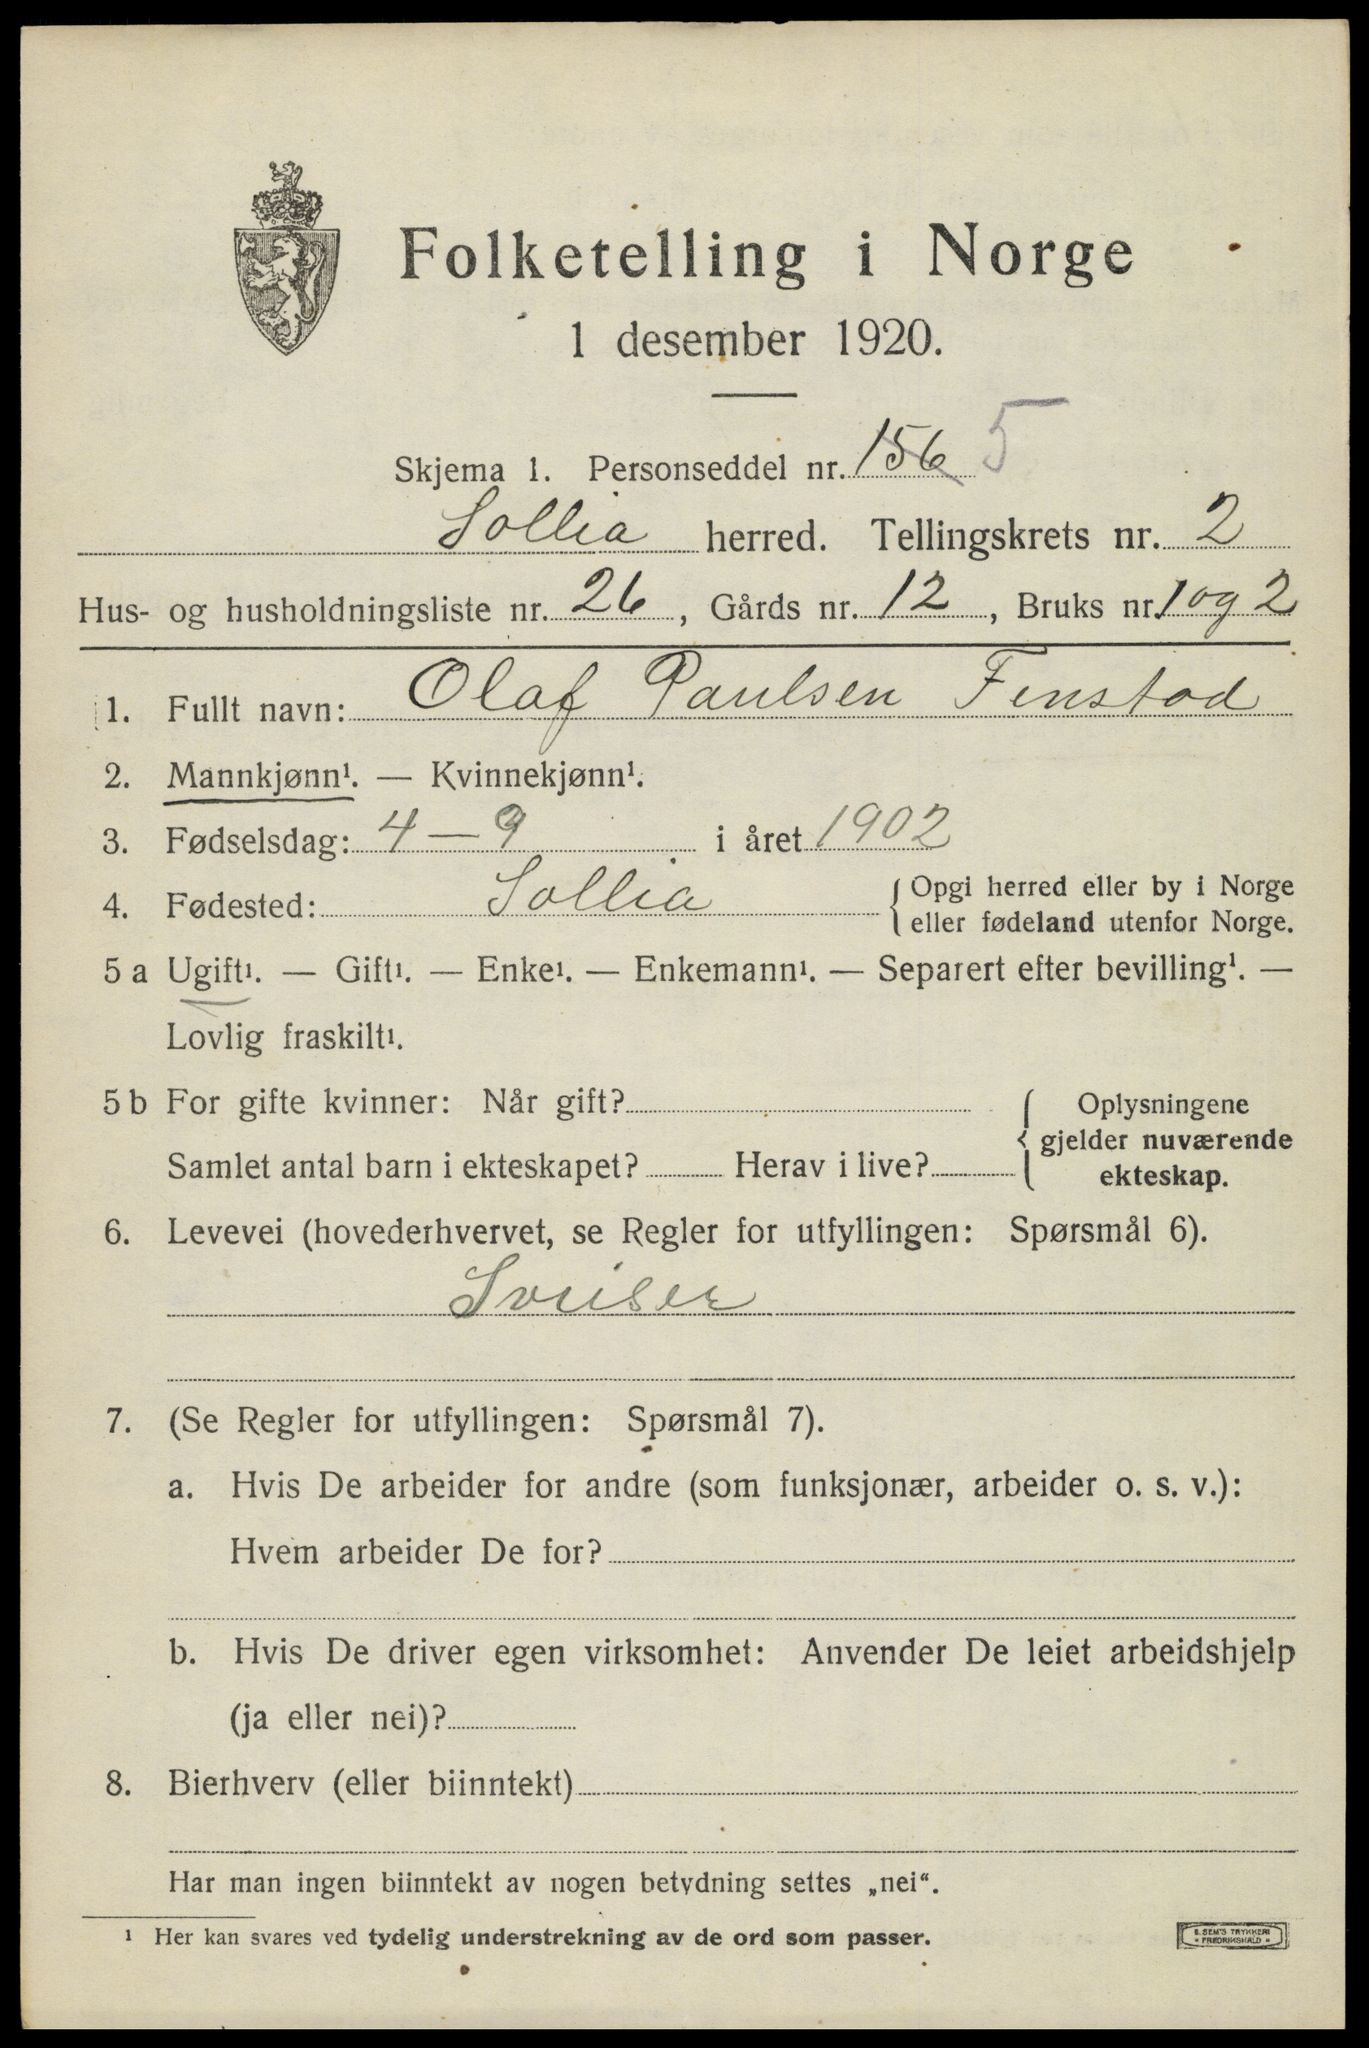 Folketelling i Norge
1 desember 1920.
Skjema 1. Personseddel nr. 156 5
Sollia herred. Tellingskrets nr. 2
Hus- og husholdningsliste nr. 26, Gårds nr. 12, Bruks nr. 1 og 2
1. Fullt navn: Olaf Paulsen Finstad
2. Mannkjønn¹. — Kvinnekjønn¹.
3. Fødselsdag: 4 — 9 i året 1902
4. Fødested: Sollia { Opgi herred eller by i Norge
eller fødeland utenfor Norge.
5 a Ugift¹. — Gift¹. — Enke¹. — Enkemann¹. — Separert efter bevilling¹. —
Lovlig fraskilt¹.
5 b For gifte kvinner: Når gift?
Samlet antal barn i ekteskapet? Herav i live?
{ Oplysningene
gjelder nuværende
ekteskap.
6. Levevei (hovederhvervet, se Regler for utfyllingen: Spørsmål 6).
Sviser
7. (Se Regler for utfyllingen: Spørsmål 7).
a. Hvis De arbeider for andre (som funksjonær, arbeider o. s. v.):
Hvem arbeider De for?
b. Hvis De driver egen virksomhet: Anvender De leiet arbeidshjelp
(ja eller nei)?
8. Bierhverv (eller biinntekt)
Har man ingen biinntekt av nogen betydning settes „nei“.
¹ Her kan svares ved tydelig understrekning av de ord som passer.
E. SEM'S TRYKKERI
• FREDRIKSHALD •